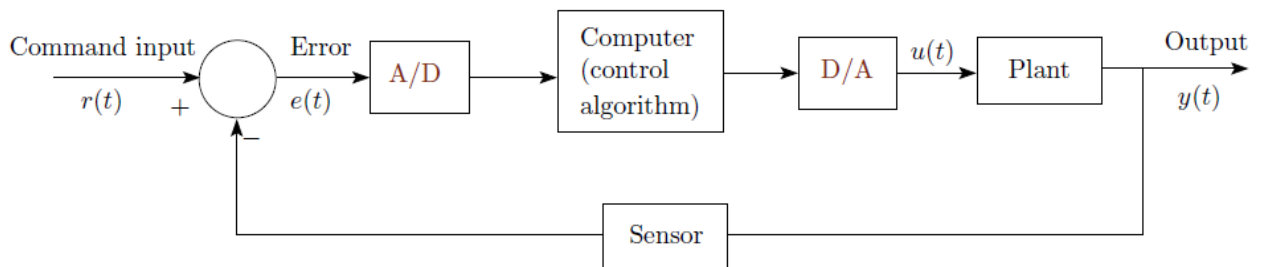 Command input
r(t)
+
−
Error
e(t)
A/D
Computer
(control
algorithm)
D/A
u(t)
Plant
Output
y(t)
Sensor